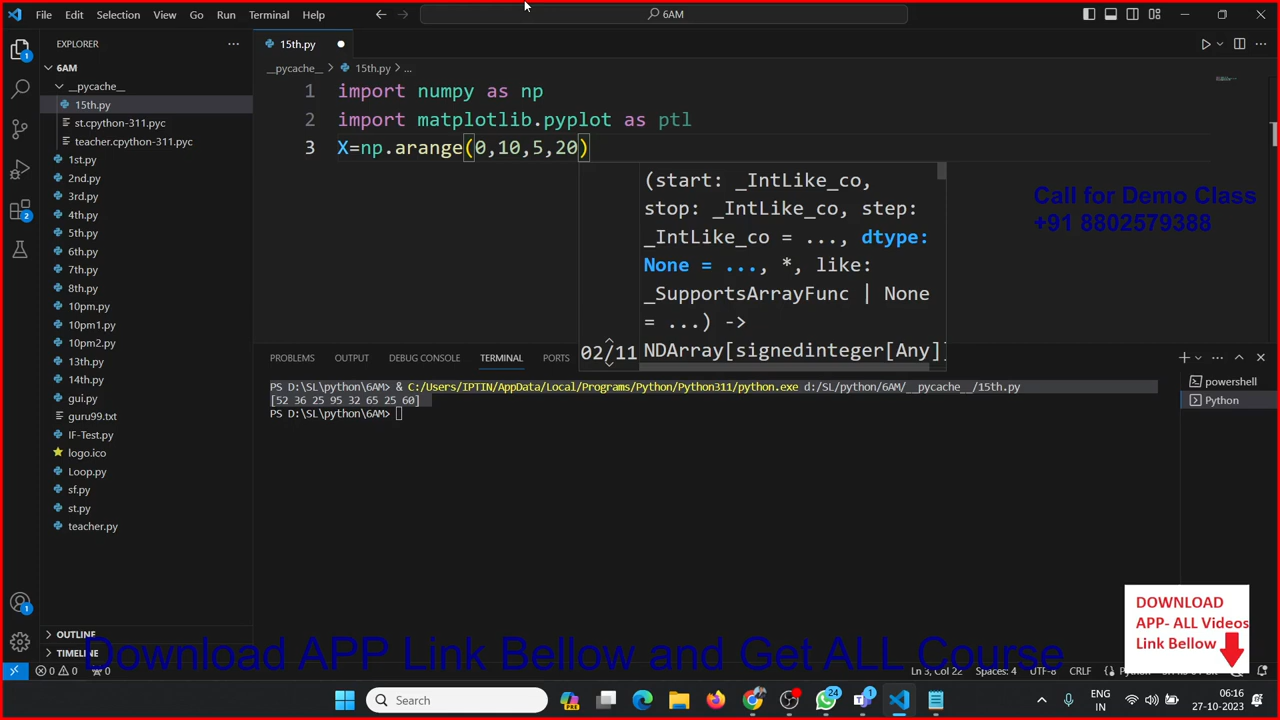 File Edit Selection View Go Run Terminal Help
6AM
EXPLORER
15th.py
6AM
__pycache__
15th.py
st.cpython-311.pyc
teacher.cpython-311.pyc
1st.py
2nd.py
3rd.py
4th.py
5th.py
6th.py
7th.py
8th.py
10pm.py
10pm1.py
10pm2.py
13th.py
14th.py
gui.py
guru99.txt
IF-Test.py
logo.ico
Loop.py
sf.py
st.py
teacher.py
OUTLINE
TIMELINE
__pycache__ > 15th.py > ...
1 import numpy as np
2 import matplotlib.pyplot as ptl
3 X=np.arange(0,10,5,20)
(start: _IntLike_co,
stop: _IntLike_co, step:
_IntLike_co = ..., dtype:
None = ..., *, like:
_SupportsArrayFunc | None
= ...) ->
02/11 NDArray[signedinteger[Any]]
Call for Demo Class
+91 8802579388
PROBLEMS OUTPUT DEBUG CONSOLE TERMINAL PORTS
PS D:\SL\python\6AM> & C:/Users/IPTIN/AppData/Local/Programs/Python/Python311/python.exe d:/SL/python/6AM/__pycache__/15th.py
[52 36 25 95 32 65 25 60]
PS D:\SL\python\6AM>
powershell
Python
DOWNLOAD
APP- ALL Videos
Link Bellow
Download APP Link Bellow and Get ALL Course
0 0 0 Ln 3, Col 22 Spaces: 4 UTF-8 CRLF
Search
24
1
ENG
IN
06:16
27-10-2023